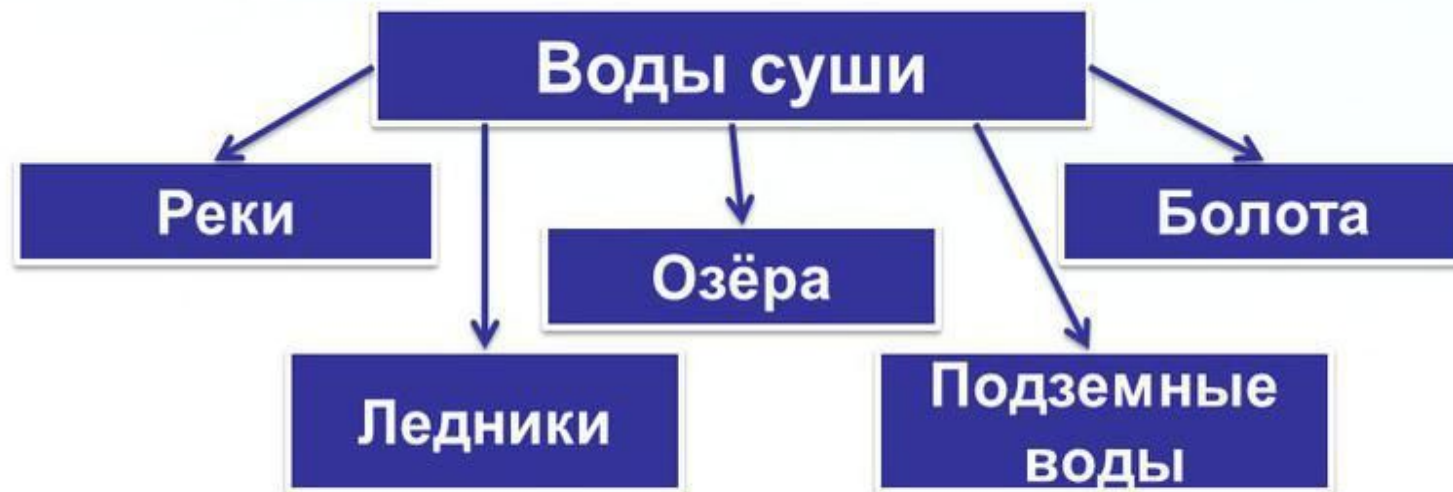 Воды суши
Реки
Болота
Озёра
Ледники
Подземные
воды